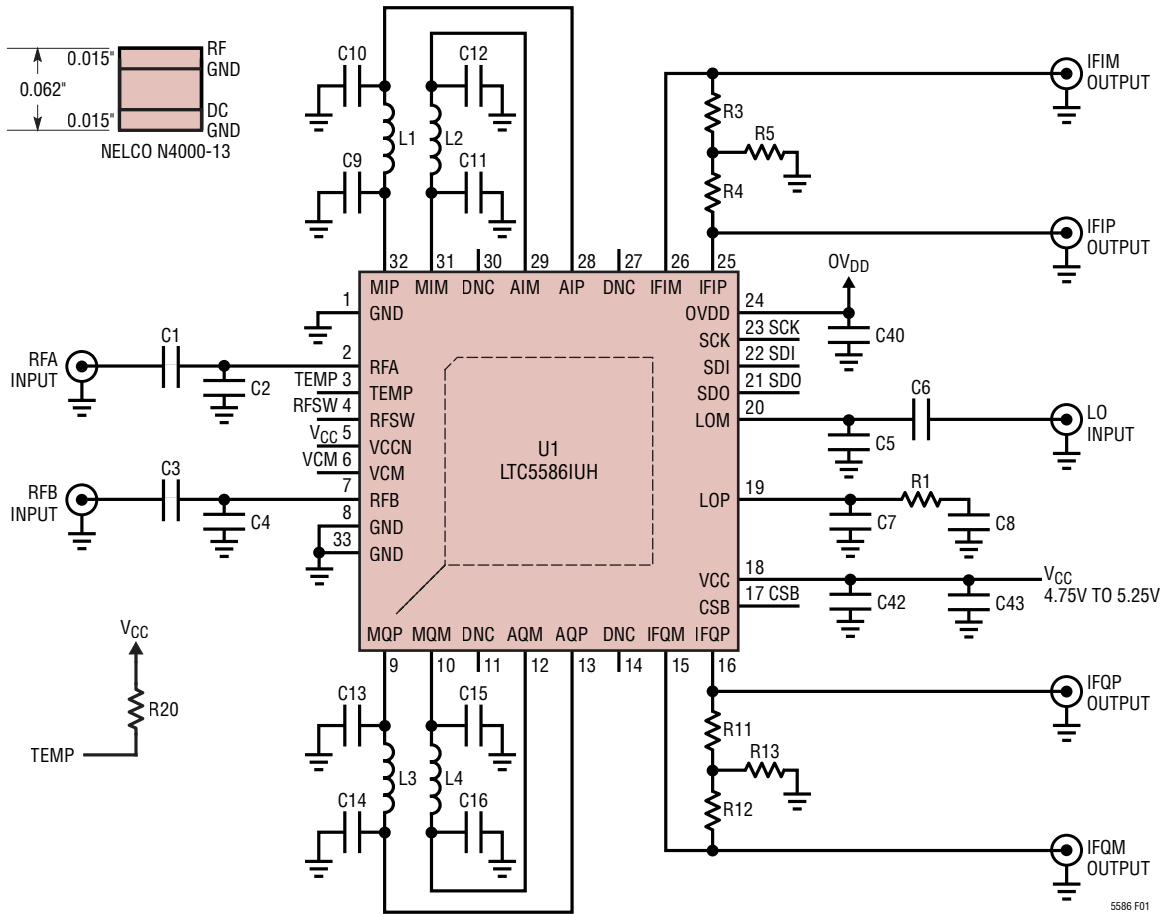 0.015"
0.062"
0.015"
RF
GND
DC
GND
NELCO N4000-13
C10
C12
L1
L2
C9
C11
R3
R5
R4
IFIM
OUTPUT
IFIP
OUTPUT
32
31
30
29
28
27
26
25
MIP
MIM
DNC
AIM
AIP
DNC
IFIM
IFIP
1
GND
RFA
INPUT
C1
C2
2
RFA
TEMP 3
TEMP
RFSW 4
RFSW
VCC 5
VCCN
VCM 6
VCM
RFB
INPUT
C3
C4
7
RFB
8
GND
33
GND
U1
LTC5586IUH
OVDD
24
OVDD
C40
23 SCK
SCK
22 SDI
SDI
21 SDO
SDO
20
LOM
C6
C5
LO
INPUT
19
LOP
R1
C7
C8
18
VCC
VCC
4.75V TO 5.25V
17 CSB
CSB
C42
C43
MQP
MQM
DNC
AQM
AQP
DNC
IFQM
IFQP
9
10
11
12
13
14
15
16
VCC
R20
TEMP
C13
C15
L3
L4
C14
C16
R11
R13
R12
IFQP
OUTPUT
IFQM
OUTPUT
5586 F01